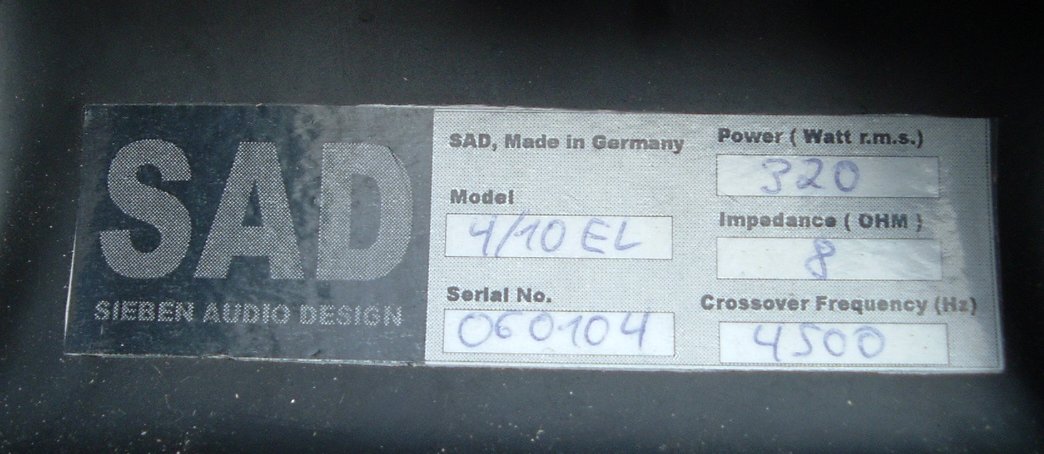 SAD
SIEBEN AUDIO DESIGN
SAD, Made in Germany
Model
4/10 EL
Serial No.
060104
Power ( Watt r.m.s.)
320
Impedance ( OHM )
8
Crossover Frequency (Hz)
4500